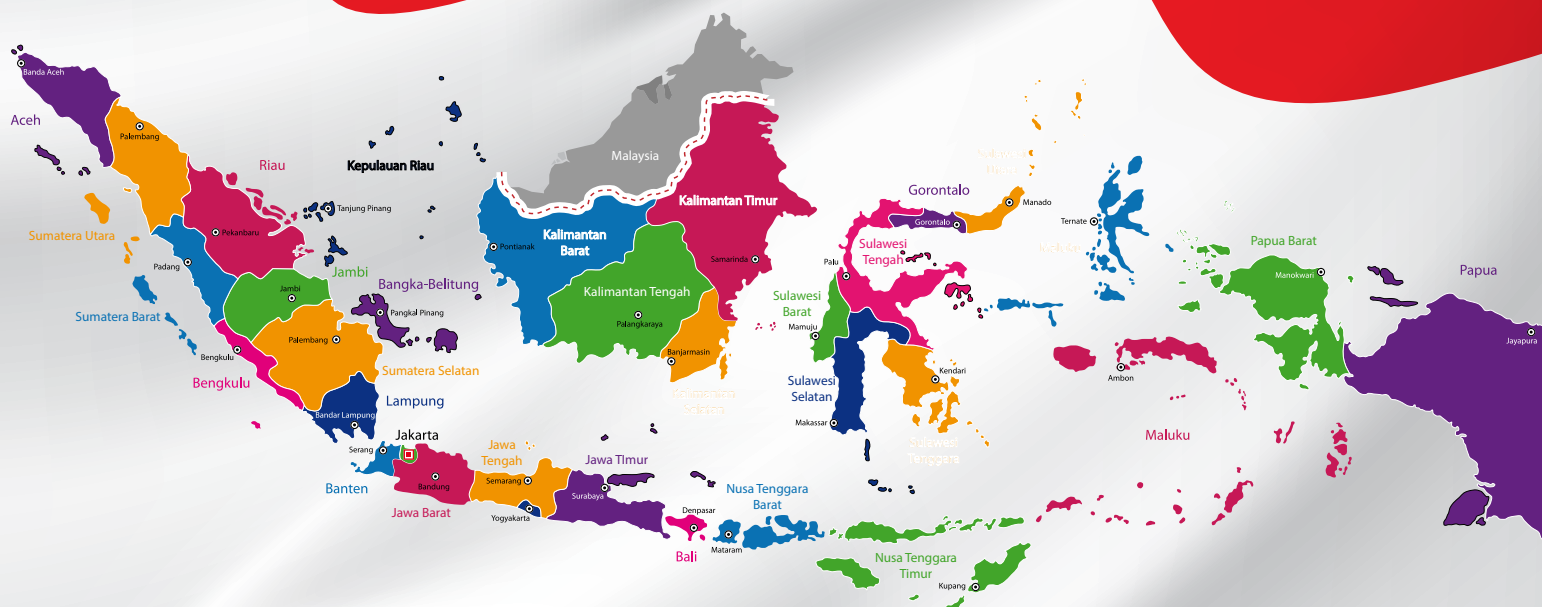 Banda Aceh
Aceh
Palembang
Sumatera Utara
Riau
Pekanbaru
Kepulauan Riau
Tanjung Pinang
Padang
Sumatera Barat
Jambi
Jambi
Bangka-Belitung
Pangkal Pinang
Palembang
Sumatera Selatan
Bengkulu
Bengkulu
Lampung
Bandar Lampung
Jakarta
Serang
Banten
Bandung
Jawa Barat
Jawa
Tengah
Semarang
Yogyakarta
Jawa TImur
Surabaya
Denpasar
Bali
Nusa Tenggara
Barat
Mataram
Nusa Tenggara
Timur
Kupang
Malaysia
Kalimantan Timur
Kalimantan
Barat
Pontianak
Samarinda
Kalimantan Tengah
Palangkaraya
Banjarmasin
Kalimantan
Selatan
Gorontalo
Gorontalo
Manado
Sulawesi
Tengah
Palu
Sulawesi
Barat
Mamuju
Sulawesi
Selatan
Makassar
Kendari
Sulawesi
Tenggara
Ternate
Ambon
Maluku
Papua Barat
Manokwari
Papua
Jayapura